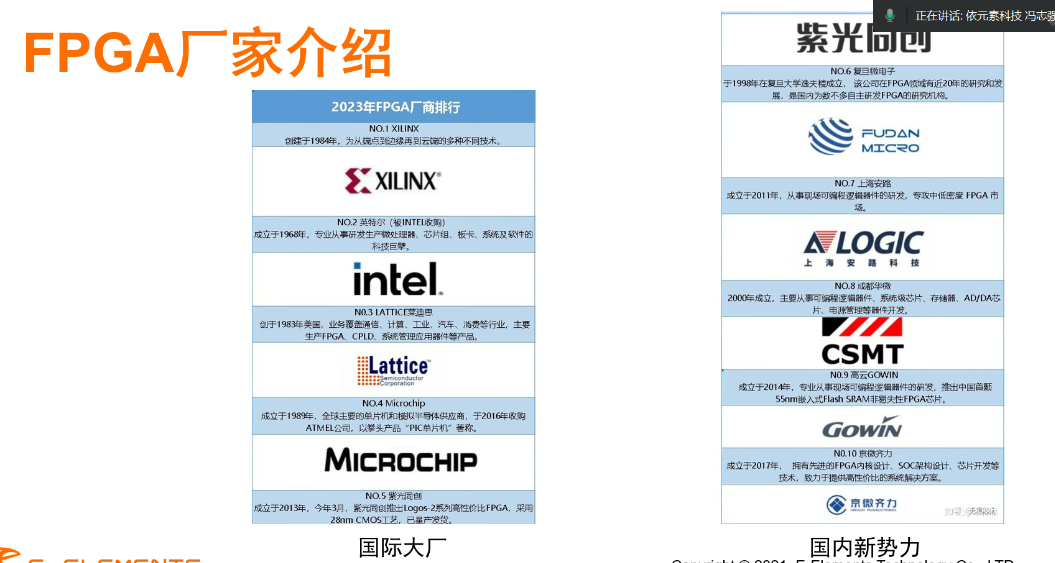 FPGA厂家介绍
2023年FPGA厂商排行
NO.1 XILINX
创建于1984年，为从端点到边缘再到云端的多种不同技术。
XILINX
NO.2 英特尔（被INTEL收购）
成立于1968年，专业从事研发生产微处理器、芯片组、板卡、系统及软件的
科技巨擘。
intel.
NO.3 LATTICE莱迪思
创于1983年美国，业务覆盖通信、计算、工业、汽车、消费等行业，主要
生产FPGA、CPLD、系统管理应用器件等产品。
Lattice
Semiconductor
Corporation
NO.4 Microchip
成立于1989年，全球主要的单片机和模拟半导体供应商，于2016年收购
ATMEL公司，以拳头产品“PIC单片机”著称。
MICROCHIP
NO.5 紫光同创
成立于2013年，今年3月，紫光同创推出Logos-2系列高性价比FPGA，采用
28nm CMOS工艺，已量产发货。
国际大厂
正在讲话: 依元素科技 冯志强
紫光同创
NO.6 复旦微电子
于1998年在复旦大学逸夫楼成立， 该公司在FPGA领域有近20年的研究和发
展，是国内为数不多自主研发FPGA的研究机构。
FUDAN
MICRO
NO.7 上海安路
成立于2011年，从事现场可编程逻辑器件的研发，专攻中低密度 FPGA 市
场。
ANLOGIC
上海安路科技
NO.8 成都华微
2000年成立，主要从事可编程逻辑器件、系统级芯片、存储器、AD/DA芯
片、电源管理等器件开发。
CSMT
NO.9 高云GOWIN
成立于2014年，专业从事现场可编程逻辑器件的研发，推出中国首颗
55nm嵌入式Flash SRAM非易失性FPGA芯片。
GOWIN
NO.10 京微齐力
成立于2017年， 拥有先进的FPGA内核设计、SOC架构设计、芯片开发等
技术，致力于提供高性价比的系统解决方案。
京微齐力
国内新势力
E-ELEMENTS
Copyright © 2021 E-Elements Technology Co., LTD